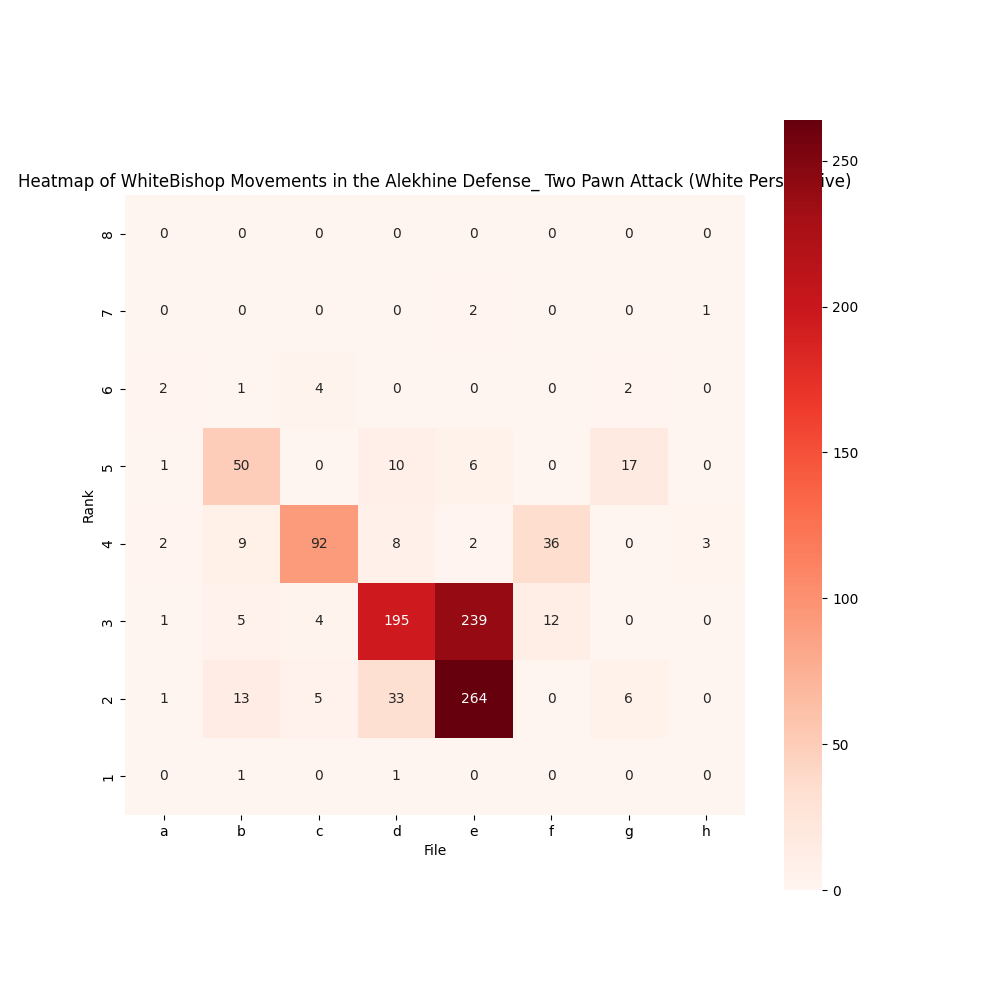 Heatmap of WhiteBishop Movements in the Alekhine Defense_ Two Pawn Attack (White Pers ive)
250
8 0 0 0 0 0 0 0 0
7 0 0 0 0 2 0 0 1
200
6 2 1 4 0 0 0 2 0
5 1 50 0 10 6 0 17 0
150
Rank
4 2 9 92 8 2 36 0 3
100
3 1 5 4 195 239 12 0 0
2 1 13 5 33 264 0 6 0
50
1 0 1 0 1 0 0 0 0
a b c d e f g h
File
0